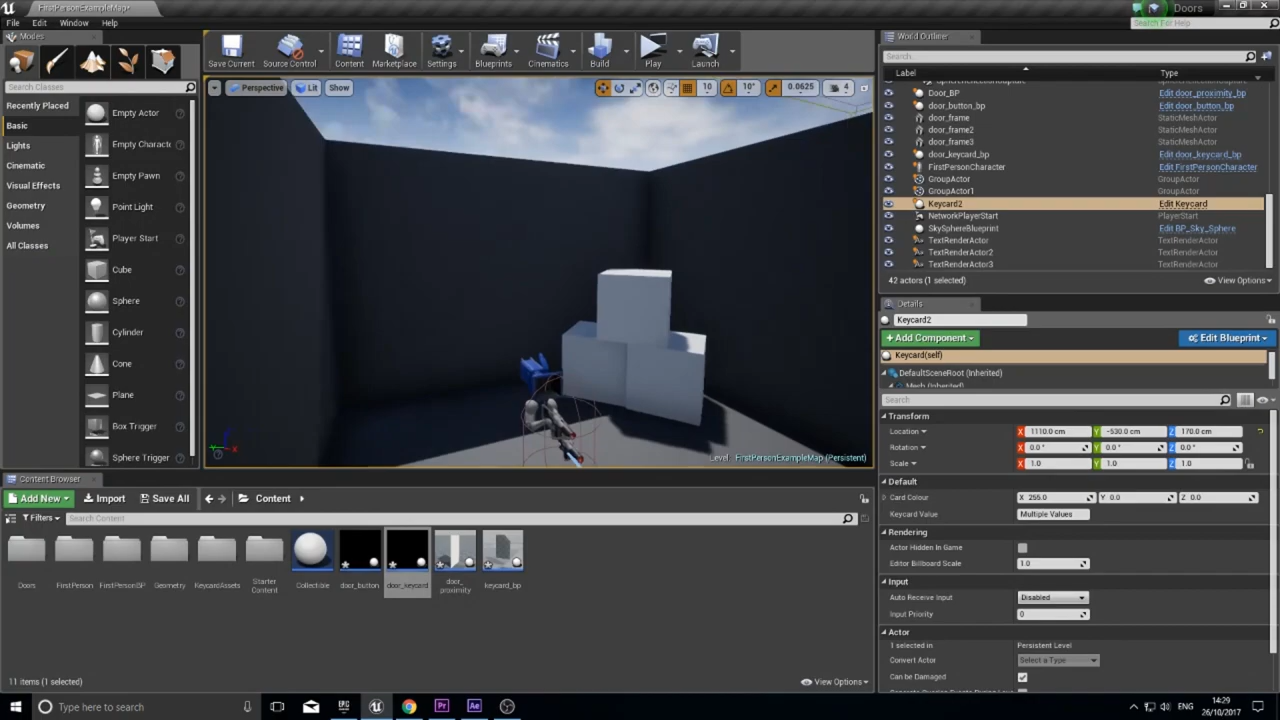 FirstPersonExampleMap*
Doors
File Edit Window Help
Search For Help
Modes
Search Classes
Recently Placed
Basic
Lights
Cinematic
Visual Effects
Geometry
Volumes
All Classes
Empty Actor
Empty Charact
Empty Pawn
Point Light
Player Start
Cube
Sphere
Cylinder
Cone
Plane
Box Trigger
Sphere Trigger
Save Current Source Control Content Marketplace Settings Blueprints Cinematics Build Play Launch
Perspective Lit Show 10 10° 0.0625 4
Level: FirstPersonExampleMap (Persistent)
World Outliner
Search...
Label Type
Door_BP Edit door_proximity_bp
door_button_bp Edit door_button_bp
door_frame StaticMeshActor
door_frame2 StaticMeshActor
door_frame3 StaticMeshActor
door_keycard_bp Edit door_keycard_bp
FirstPersonCharacter Edit FirstPersonCharacter
GroupActor GroupActor
GroupActor1 GroupActor
Keycard2 Edit Keycard
NetworkPlayerStart PlayerStart
SkySphereBlueprint Edit BP_Sky_Sphere
TextRenderActor TextRenderActor
TextRenderActor2 TextRenderActor
TextRenderActor3 TextRenderActor
42 actors (1 selected) View Options
Details
Keycard2
+ Add Component Edit Blueprint
Keycard(self)
DefaultSceneRoot (Inherited)
Mesh (Inherited)
Search
Transform
Location X 1110.0 cm Y -530.0 cm Z 170.0 cm
Rotation X 0.0 ° Y 0.0 ° Z 0.0 °
Scale X 1.0 Y 1.0 Z 1.0
Default
Card Colour X 255.0 Y 0.0 Z 0.0
Keycard Value Multiple Values
Rendering
Actor Hidden In Game
Editor Billboard Scale 1.0
Input
Auto Receive Input Disabled
Input Priority 0
Actor
1 selected in Persistent Level
Convert Actor Select a Type
Can be Damaged
Content Browser
Add New Import Save All Content
Filters Search Content
Doors FirstPerson FirstPersonBP Geometry KeycardAssets Starter Content Collectible door_button door_keycard door_proximity keycard_bp
11 items (1 selected) View Options
Type here to search
ENG
14:29
26/10/2017